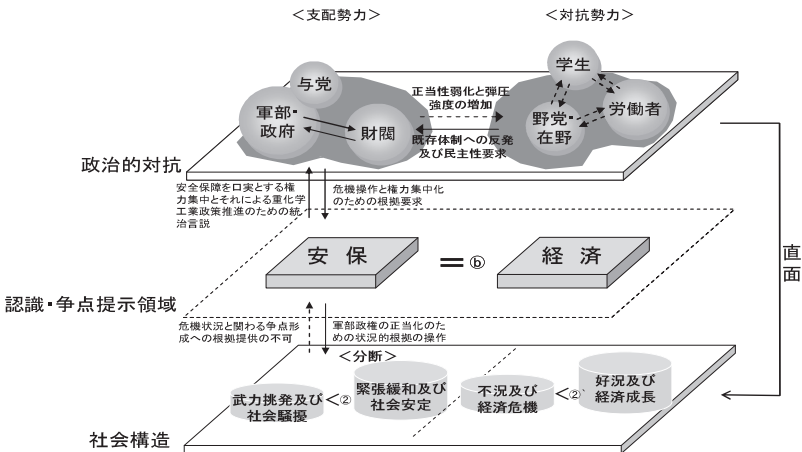 ＜支配勢力＞
＜対抗勢力＞
与党
軍部・
政府
財閥
正当性弱化と弾圧
強度の増加
既存体制への反発
及び民主性要求
学生
野党・
在野
労働者
政治的対抗
安全保障を口実とする権
力集中とそれによる重化学
工業政策推進のための統
治言説
危機操作と権力集中化
のための根拠要求
安 保
＝ⓑ
経 済
直面
認識・争点提示領域
危機状況と関わる争点形
成への根拠提供の不可
軍部政権の正当化のた
めの状況的根拠の操作
＜分断＞
武力挑発及び
社会騒擾
＜②
緊張緩和及び
社会安定
不況及び
経済危機
＜②`
好況及び
経済成長
社会構造